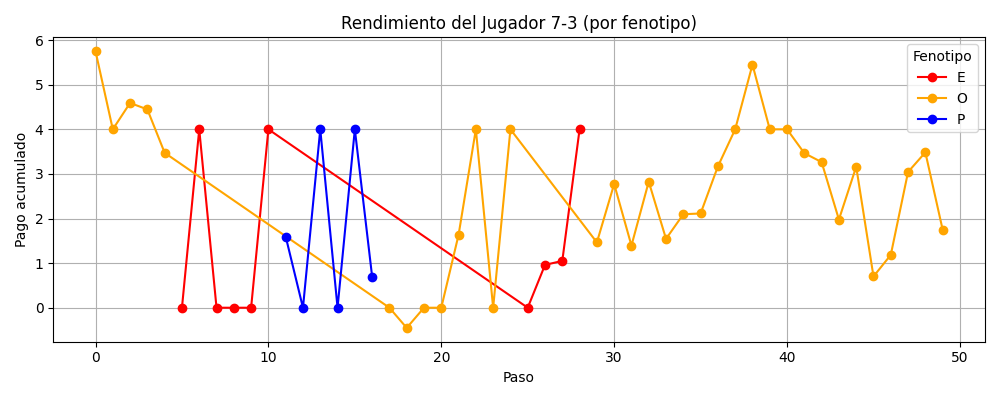 Rendimiento del Jugador 7-3 (por fenotipo)
Pago acumulado
6
5
4
3
2
1
0
0 10 20 30 40 50
Paso
Fenotipo
E
O
P